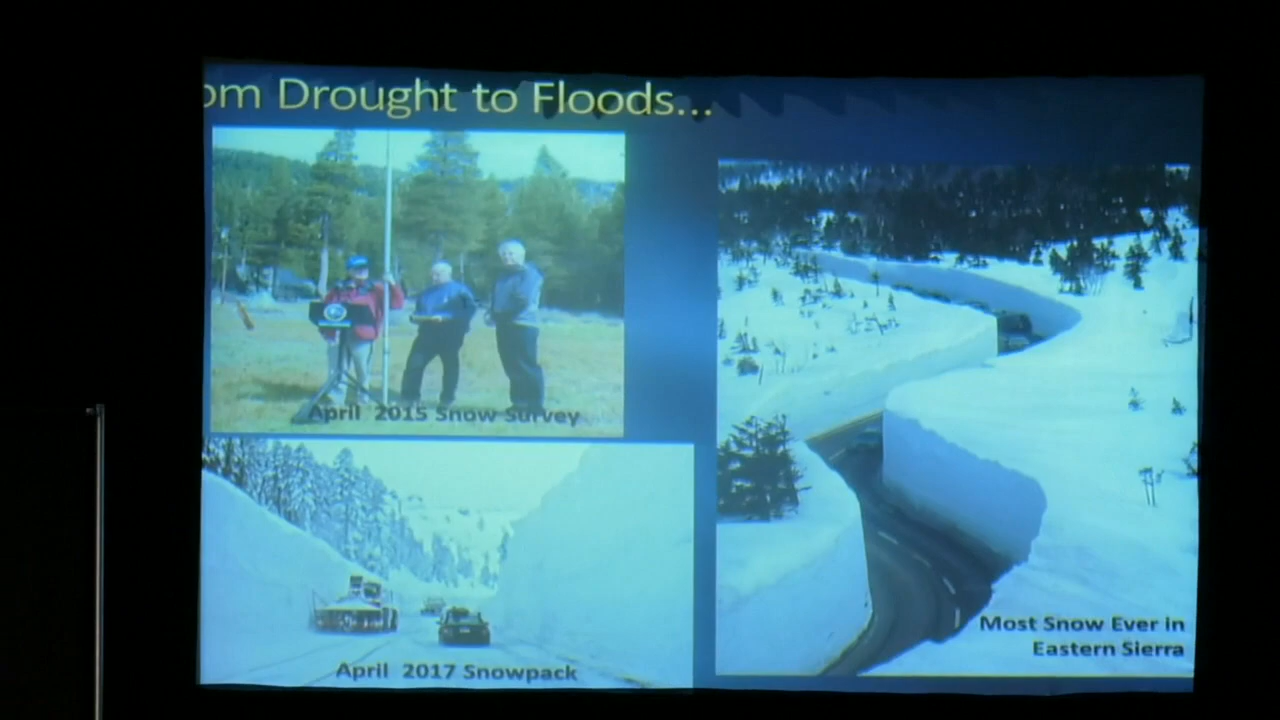 om Drought to Floods...
April 2015 Snow Survey
April 2017 Snowpack
Most Snow Ever in
Eastern Sierra